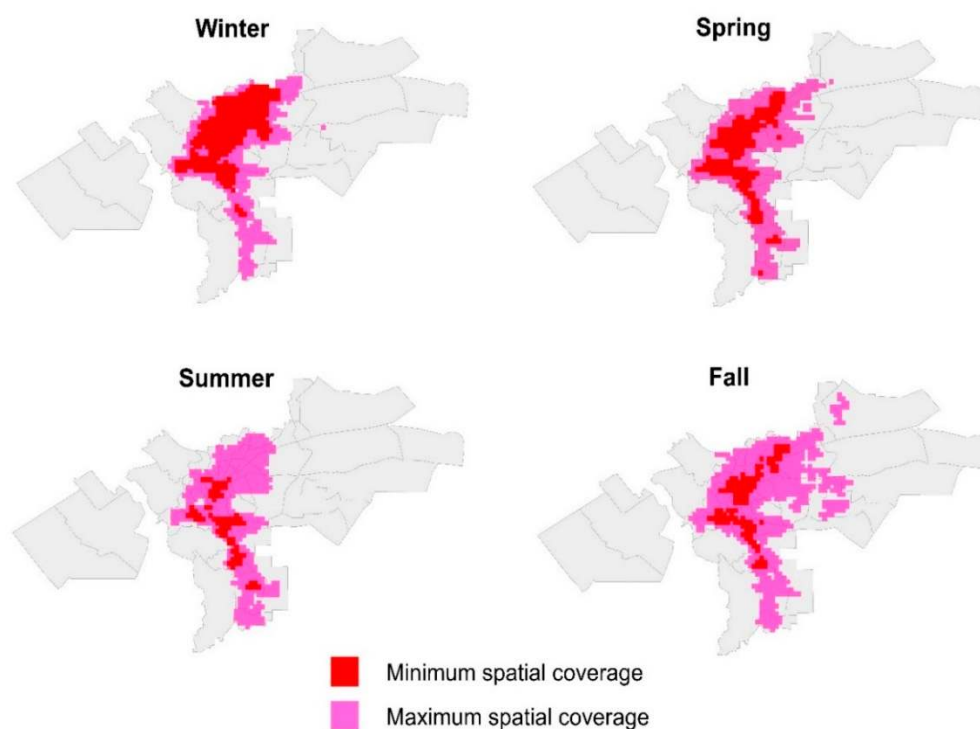 Winter
Spring
Summer
Fall
Minimum spatial coverage
Maximum spatial coverage